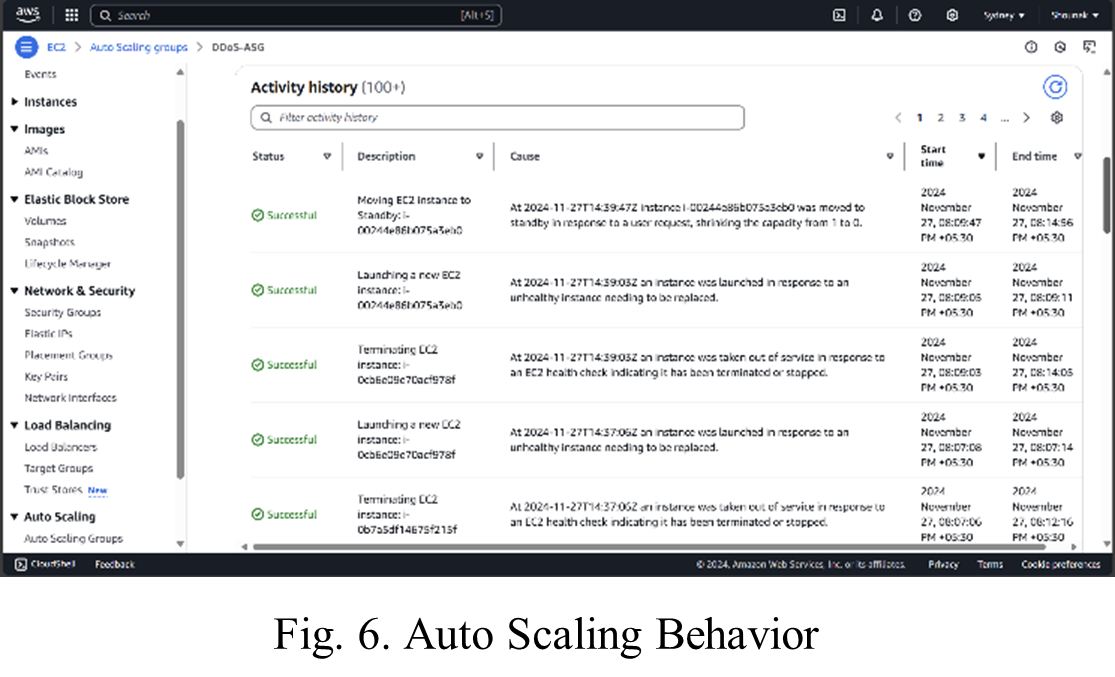 aws
Search [Alt+S] Sydney Shounak
EC2 > Auto Scaling groups > DDoS-ASG
Events
Instances
Images
AMIs
AMI Catalog
Elastic Block Store
Volumes
Snapshots
Lifecycle Manager
Network & Security
Security Groups
Elastic IPs
Placement Groups
Key Pairs
Network Interfaces
Load Balancing
Load Balancers
Target Groups
Trust Stores New
Auto Scaling
Auto Scaling Groups
Activity history (100+)
Filter activity history
1 2 3 4 ...
Status Description Cause Start time End time
Successful
Moving EC2 instance to
Standby: i-
00244e86b075a3eb0
At 2024-11-27T14:39:47Z instance i-00244e86b075a3eb0 was moved to
standby in response to a user request, shrinking the capacity from 1 to 0.
2024
November
27, 08:09:47
PM +05:30
2024
November
27, 08:14:56
PM +05:30
Successful
Launching a new EC2
instance: i-
00244e86b075a3eb0
At 2024-11-27T14:39:03Z an instance was launched in response to an
unhealthy instance needing to be replaced.
2024
November
27, 08:09:05
PM +05:30
2024
November
27, 08:09:11
PM +05:30
Successful
Terminating EC2
instance: i-
0cb6e09c70acf978f
At 2024-11-27T14:39:03Z an instance was taken out of service in response to
an EC2 health check indicating it has been terminated or stopped.
2024
November
27, 08:09:03
PM +05:30
2024
November
27, 08:14:05
PM +05:30
Successful
Launching a new EC2
instance: i-
0cb6e09c70acf978f
At 2024-11-27T14:37:06Z an instance was launched in response to an
unhealthy instance needing to be replaced.
2024
November
27, 08:07:08
PM +05:30
2024
November
27, 08:07:14
PM +05:30
Successful
Terminating EC2
instance: i-
0b7a5df14675f215f
At 2024-11-27T14:37:06Z an instance was taken out of service in response to
an EC2 health check indicating it has been terminated or stopped.
2024
November
27, 08:07:06
PM +05:30
2024
November
27, 08:12:16
PM +05:30
CloudShell Feedback © 2024, Amazon Web Services, Inc. or its affiliates. Privacy Terms Cookie preferences
Fig. 6. Auto Scaling Behavior